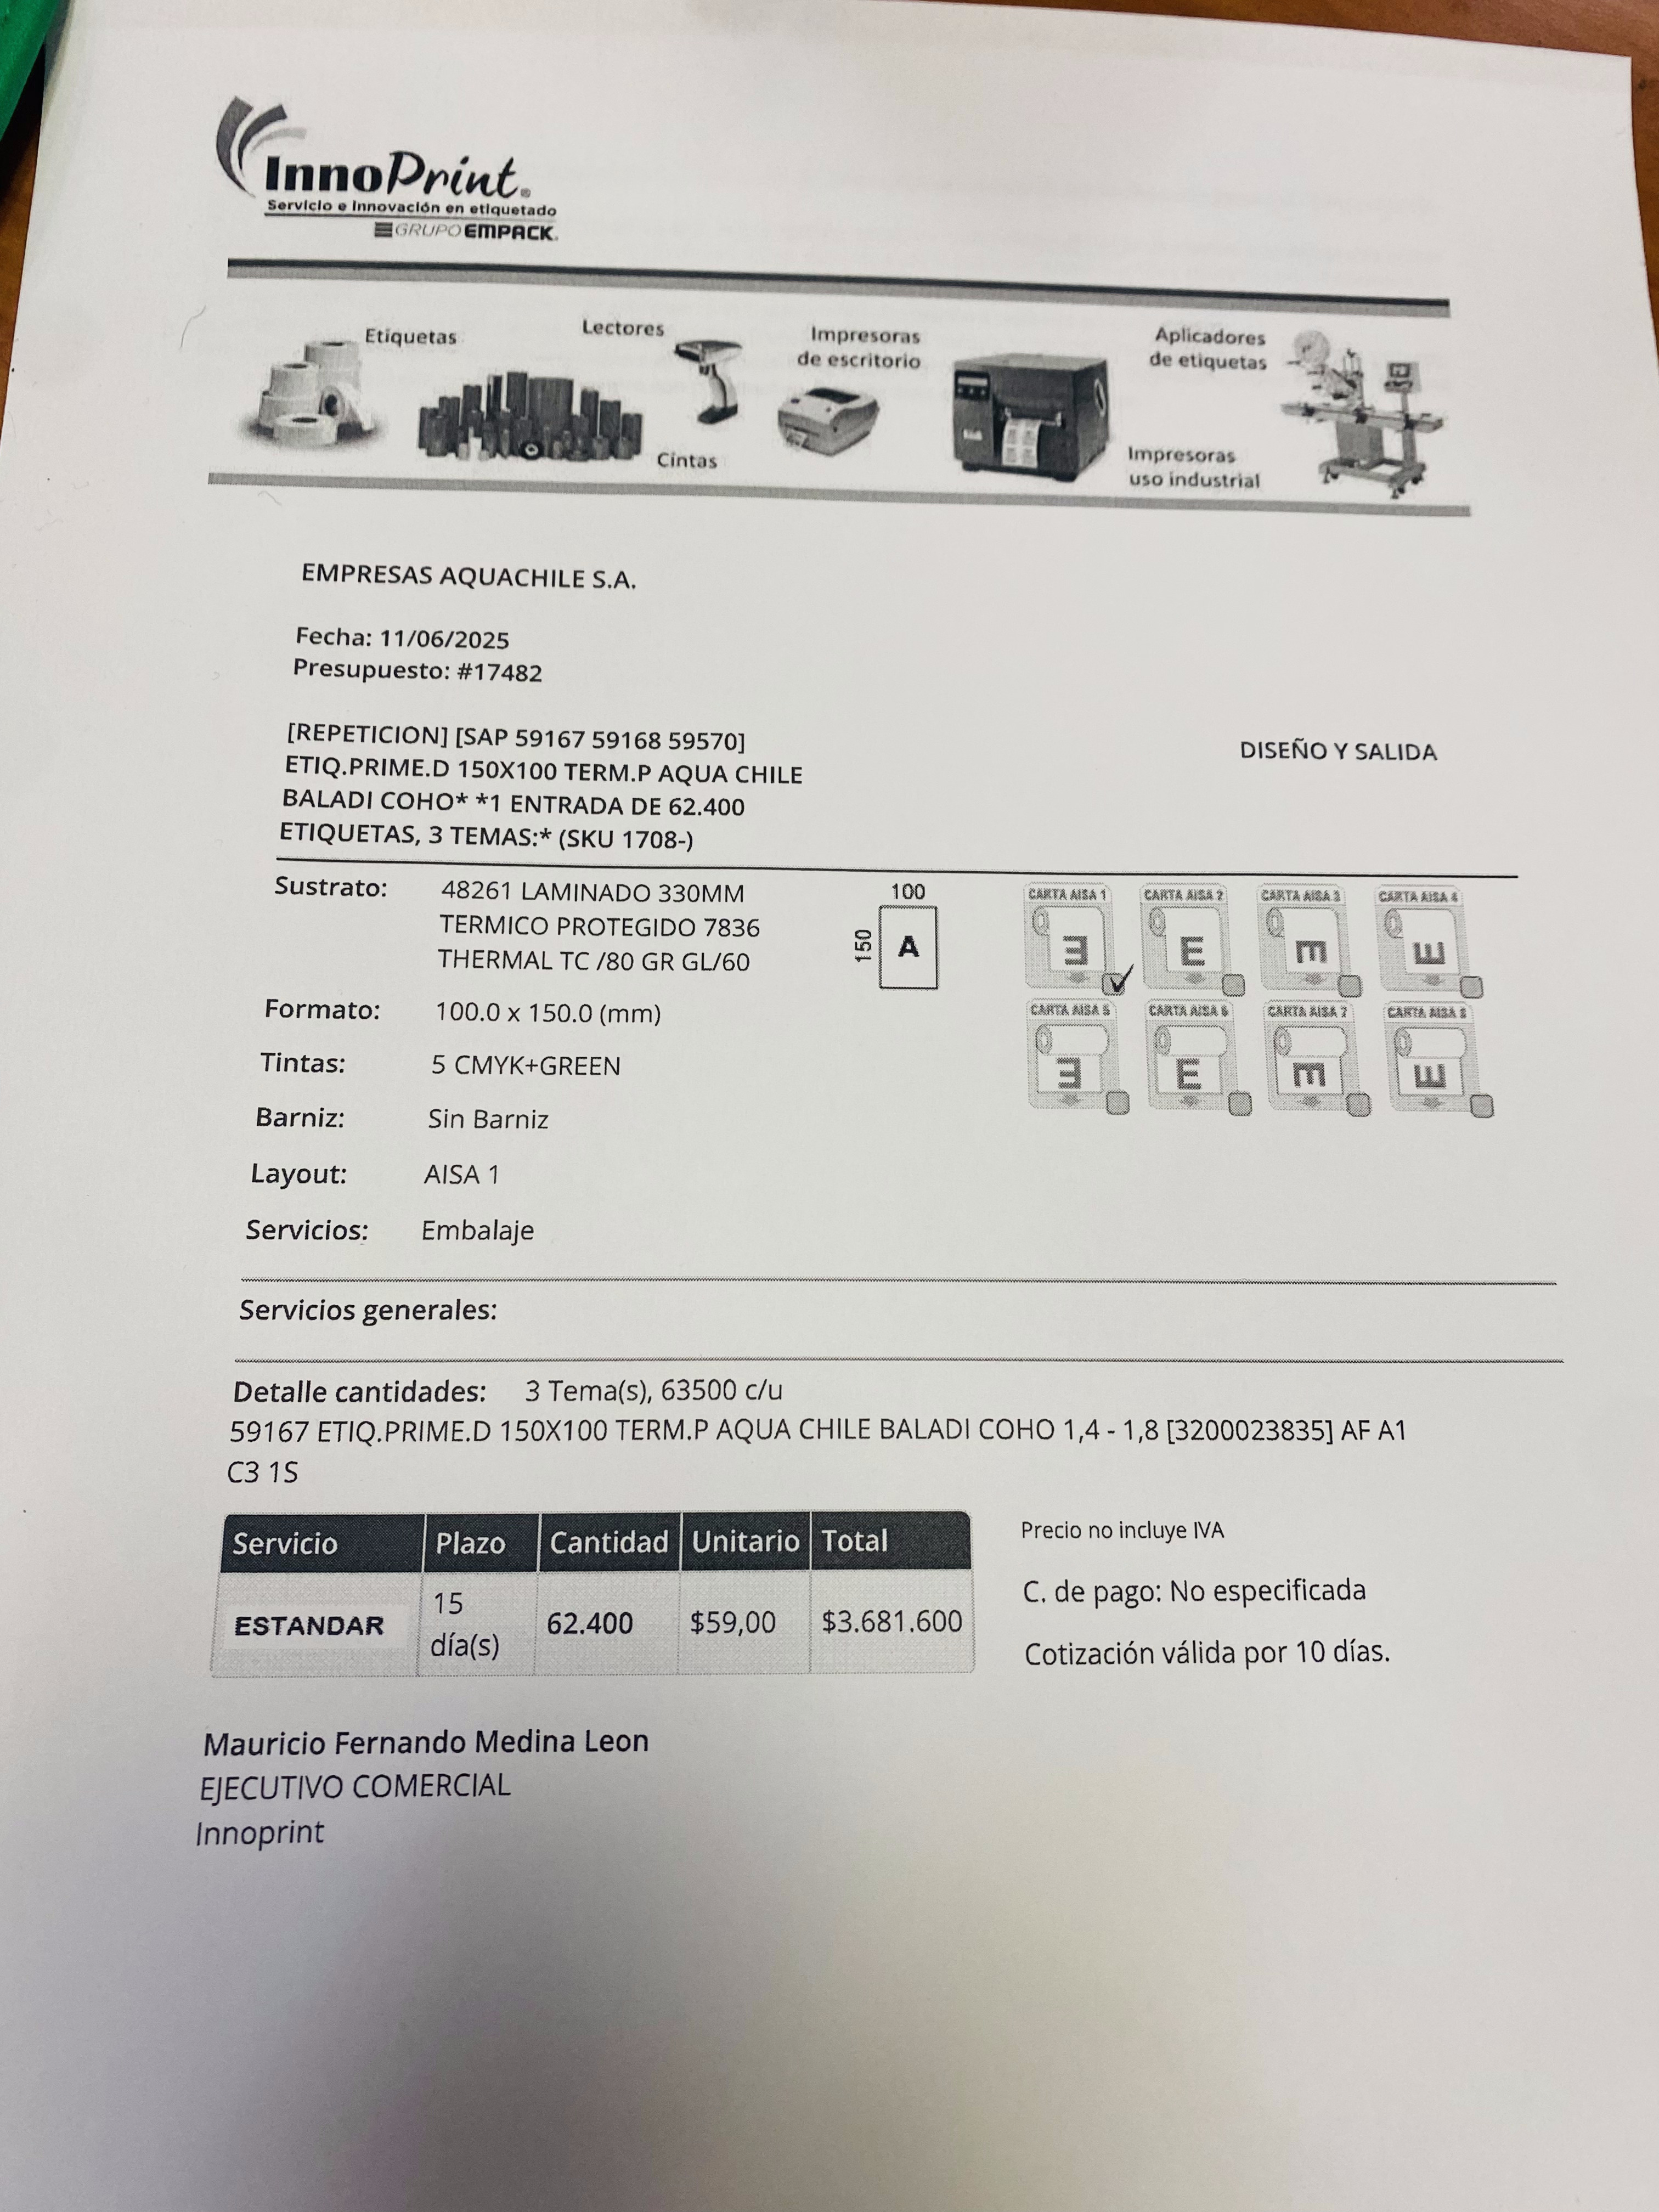 InnoPrint®
Servicio e Innovación en etiquetado
GRUPO EMPACK.
Etiquetas
Lectores
Cintas
Impresoras
de escritorio
Impresoras
uso industrial
Aplicadores
de etiquetas
EMPRESAS AQUACHILE S.A.
Fecha: 11/06/2025
Presupuesto: #17482
[REPETICION] [SAP 59167 59168 59570]
ETIQ.PRIME.D 150X100 TERM.P AQUA CHILE
BALADI COHO* *1 ENTRADA DE 62.400
ETIQUETAS, 3 TEMAS:* (SKU 1708-)
DISEÑO Y SALIDA
Sustrato: 48261 LAMINADO 330MM
TERMICO PROTEGIDO 7836
THERMAL TC /80 GR GL/60
Formato: 100.0 x 150.0 (mm)
Tintas: 5 CMYK+GREEN
Barniz: Sin Barniz
Layout: AISA 1
Servicios: Embalaje
100
150 A
CARTA AISA 1 CARTA AISA 2 CARTA AISA 3 CARTA AISA 4
E E E E
CARTA AISA 5 CARTA AISA 6 CARTA AISA 7 CARTA AISA 8
E E E E
Servicios generales:
Detalle cantidades: 3 Tema(s), 63500 c/u
59167 ETIQ.PRIME.D 150X100 TERM.P AQUA CHILE BALADI COHO 1,4 - 1,8 [3200023835] AF A1
C3 1S
Servicio Plazo Cantidad Unitario Total
ESTANDAR 15 día(s) 62.400 $59,00 $3.681.600
Precio no incluye IVA
C. de pago: No especificada
Cotización válida por 10 días.
Mauricio Fernando Medina Leon
EJECUTIVO COMERCIAL
Innoprint